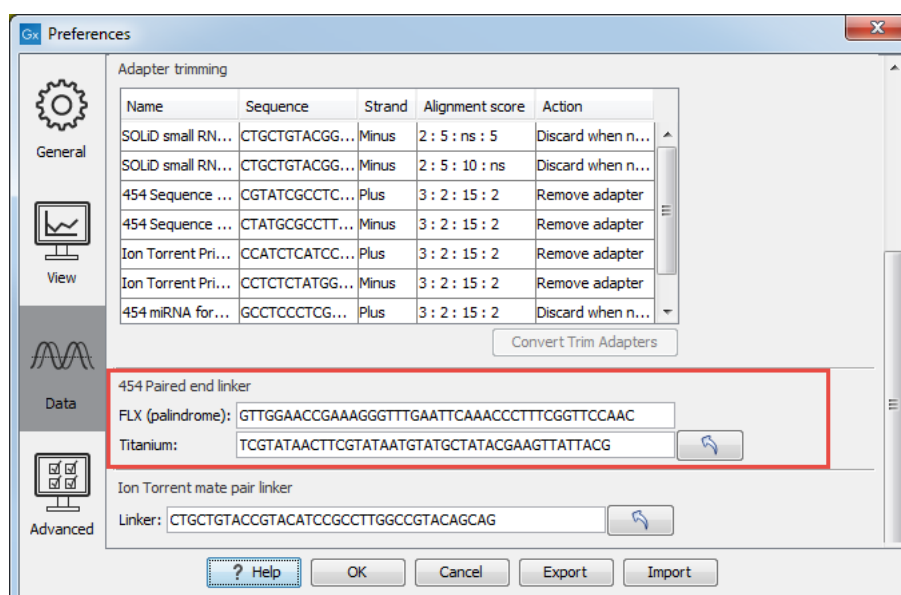 Gx Preferences
Adapter trimming
Name Sequence Strand Alignment score Action
SOLiD small RN... CTGCTGTACGG... Minus 2 : 5 : ns : 5 Discard when n...
SOLiD small RN... CTGCTGTACGG... Minus 2 : 5 : 10 : ns Discard when n...
454 Sequence ... CGTATCGCCTC... Plus 3 : 2 : 15 : 2 Remove adapter
454 Sequence ... CTATGCGCCTT... Minus 3 : 2 : 15 : 2 Remove adapter
Ion Torrent Pri... CCATCTCATCC... Plus 3 : 2 : 15 : 2 Remove adapter
Ion Torrent Pri... CCTCTCTATGG... Minus 3 : 2 : 15 : 2 Remove adapter
454 miRNA for... GCCTCCCTCG... Plus 3 : 2 : 15 : 2 Discard when n...
Convert Trim Adapters
454 Paired end linker
FLX (palindrome): GTTGGAACCGAAAGGGTTTGAATTCAAACCCTTTCGGTTCCAAC
Titanium: TCGTATAACTTCGTATAATGTATGCTATACGAAGTTATTACG
Ion Torrent mate pair linker
Linker: CTGCTGTACCGTACATCCGCCTTGGCCGTACAGCAG
General
View
Data
Advanced
? Help OK Cancel Export Import